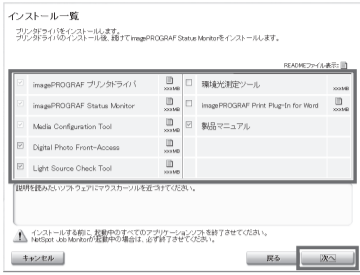 インストール一覧
プリンタドライバをインストールします。
プリンタドライバのインストール後、続けてimagePROGRAF Status Monitorをインストールします。
READMEファイル表示:
imagePROGRAF プリンタドライバ
xxxMB
環境光測定ツール
xxxMB
imagePROGRAF Status Monitor
xxxMB
imagePROGRAF Print Plug-In for Word
xxxMB
Media Configuration Tool
xxxMB
製品マニュアル
Digital Photo Front-Access
xxxMB
Light Source Check Tool
xxxMB
説明を読みたいソフトウェアにマウスカーソルを近づけてください。
インストールする前に、起動中のすべてのアプリケーションソフトを終了させてください。
NetSpot Job Monitorが起動中の場合は、必ず終了させてください。
キャンセル
戻る
次へ